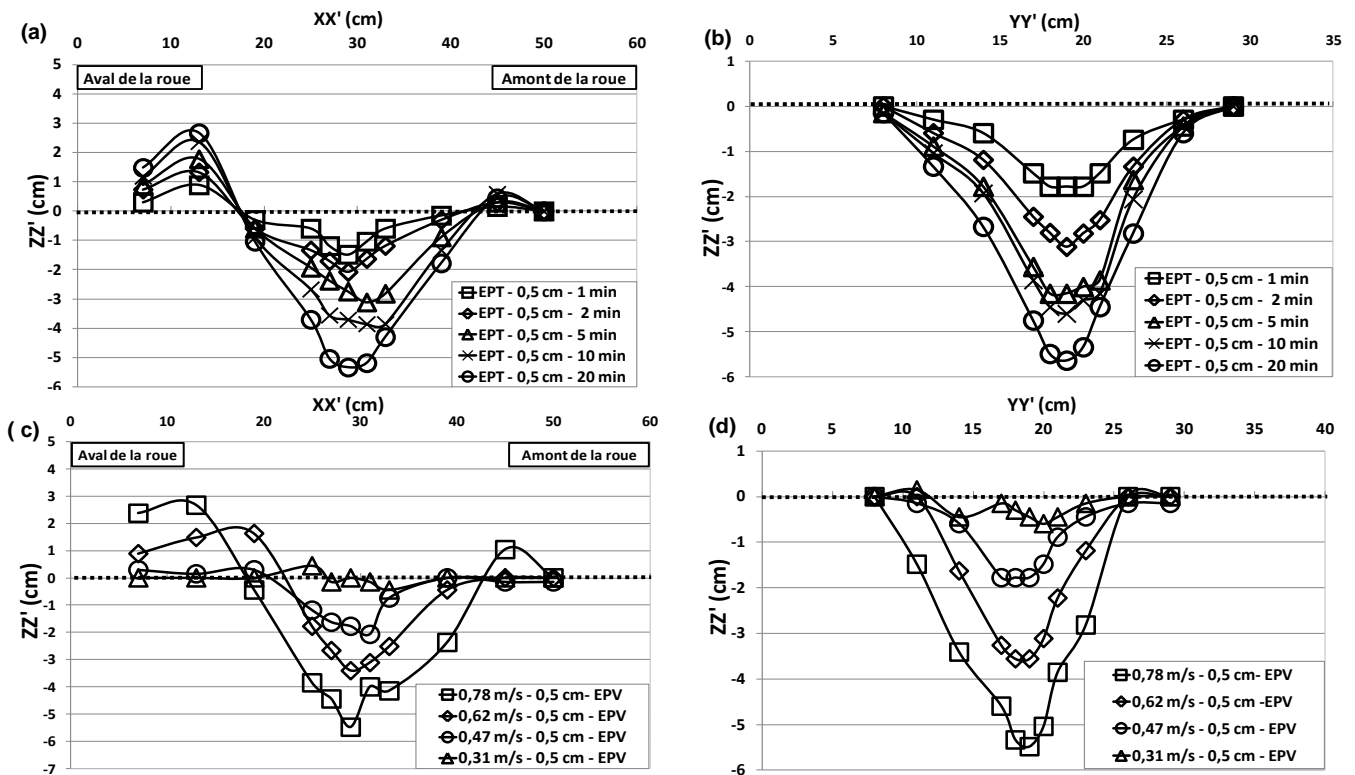 (a)
XX' (cm)
0 10 20 30 40 50 60
Aval de la roue
Amont de la roue
5
4
3
2
1
0
-1
-2
-3
-4
-5
-6
ZZ' (cm)
EPT - 0,5 cm - 1 min
EPT - 0,5 cm - 2 min
EPT - 0,5 cm - 5 min
EPT - 0,5 cm - 10 min
EPT - 0,5 cm - 20 min
(b)
YY' (cm)
0 5 10 15 20 25 30 35
1
0
-1
-2
-3
-4
-5
-6
ZZ' (cm)
EPT - 0,5 cm - 1 min
EPT - 0,5 cm - 2 min
EPT - 0,5 cm - 5 min
EPT - 0,5 cm - 10 min
EPT - 0,5 cm - 20 min
( c)
XX' (cm)
0 10 20 30 40 50 60
Aval de la roue
Amont de la roue
5
4
3
2
1
0
-1
-2
-3
-4
-5
-6
-7
ZZ' (cm)
0,78 m/s - 0,5 cm- EPV
0,62 m/s - 0,5 cm - EPV
0,47 m/s - 0,5 cm - EPV
0,31 m/s - 0,5 cm - EPV
(d)
YY' (cm)
0 5 10 15 20 25 30 35 40
1
0
-1
-2
-3
-4
-5
-6
ZZ' (cm)
0,78 m/s - 0,5 cm- EPV
0,62 m/s - 0,5 cm - EPV
0,47 m/s - 0,5 cm - EPV
0,31 m/s - 0,5 cm - EPV